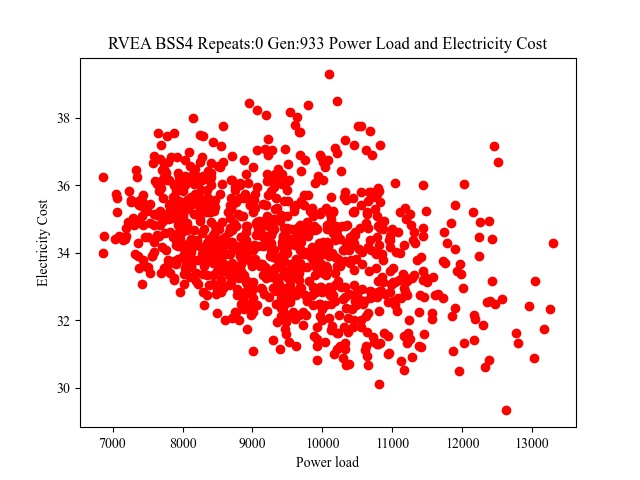 RVEA BSS4 Repeats:0 Gen:933 Power Load and Electricity Cost
Electricity Cost
38
36
34
32
30
7000 8000 9000 10000 11000 12000 13000
Power load